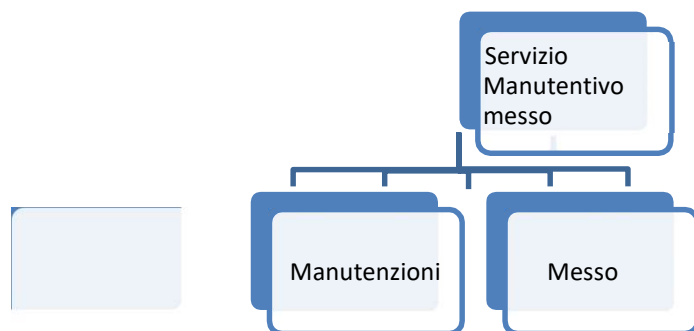 Servizio
Manutentivo
messo
Manutenzioni
Messo